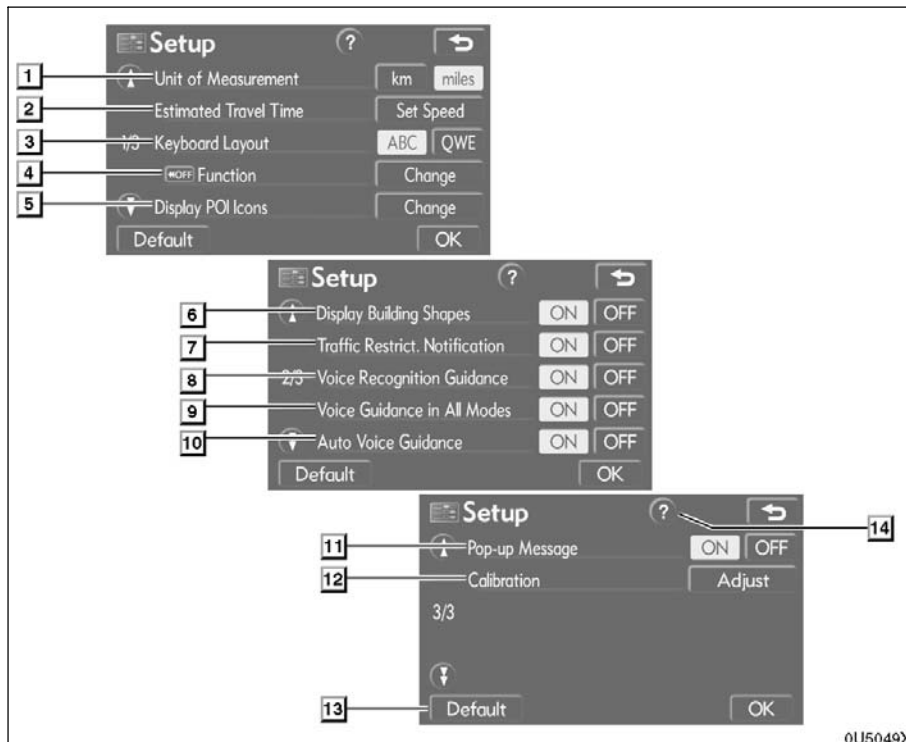 Setup ?
1 Unit of Measurement km miles
2 Estimated Travel Time Set Speed
3 1/3 Keyboard Layout ABC QWE
4 OFF Function Change
5 Display POI Icons Change
Default OK
Setup ?
6 Display Building Shapes ON OFF
7 Traffic Restrict. Notification ON OFF
8 2/3 Voice Recognition Guidance ON OFF
9 Voice Guidance in All Modes ON OFF
10 Auto Voice Guidance ON OFF
Default OK
Setup ? 14
11 Pop-up Message ON OFF
12 Calibration Adjust
3/3
13 Default OK
0U5049X